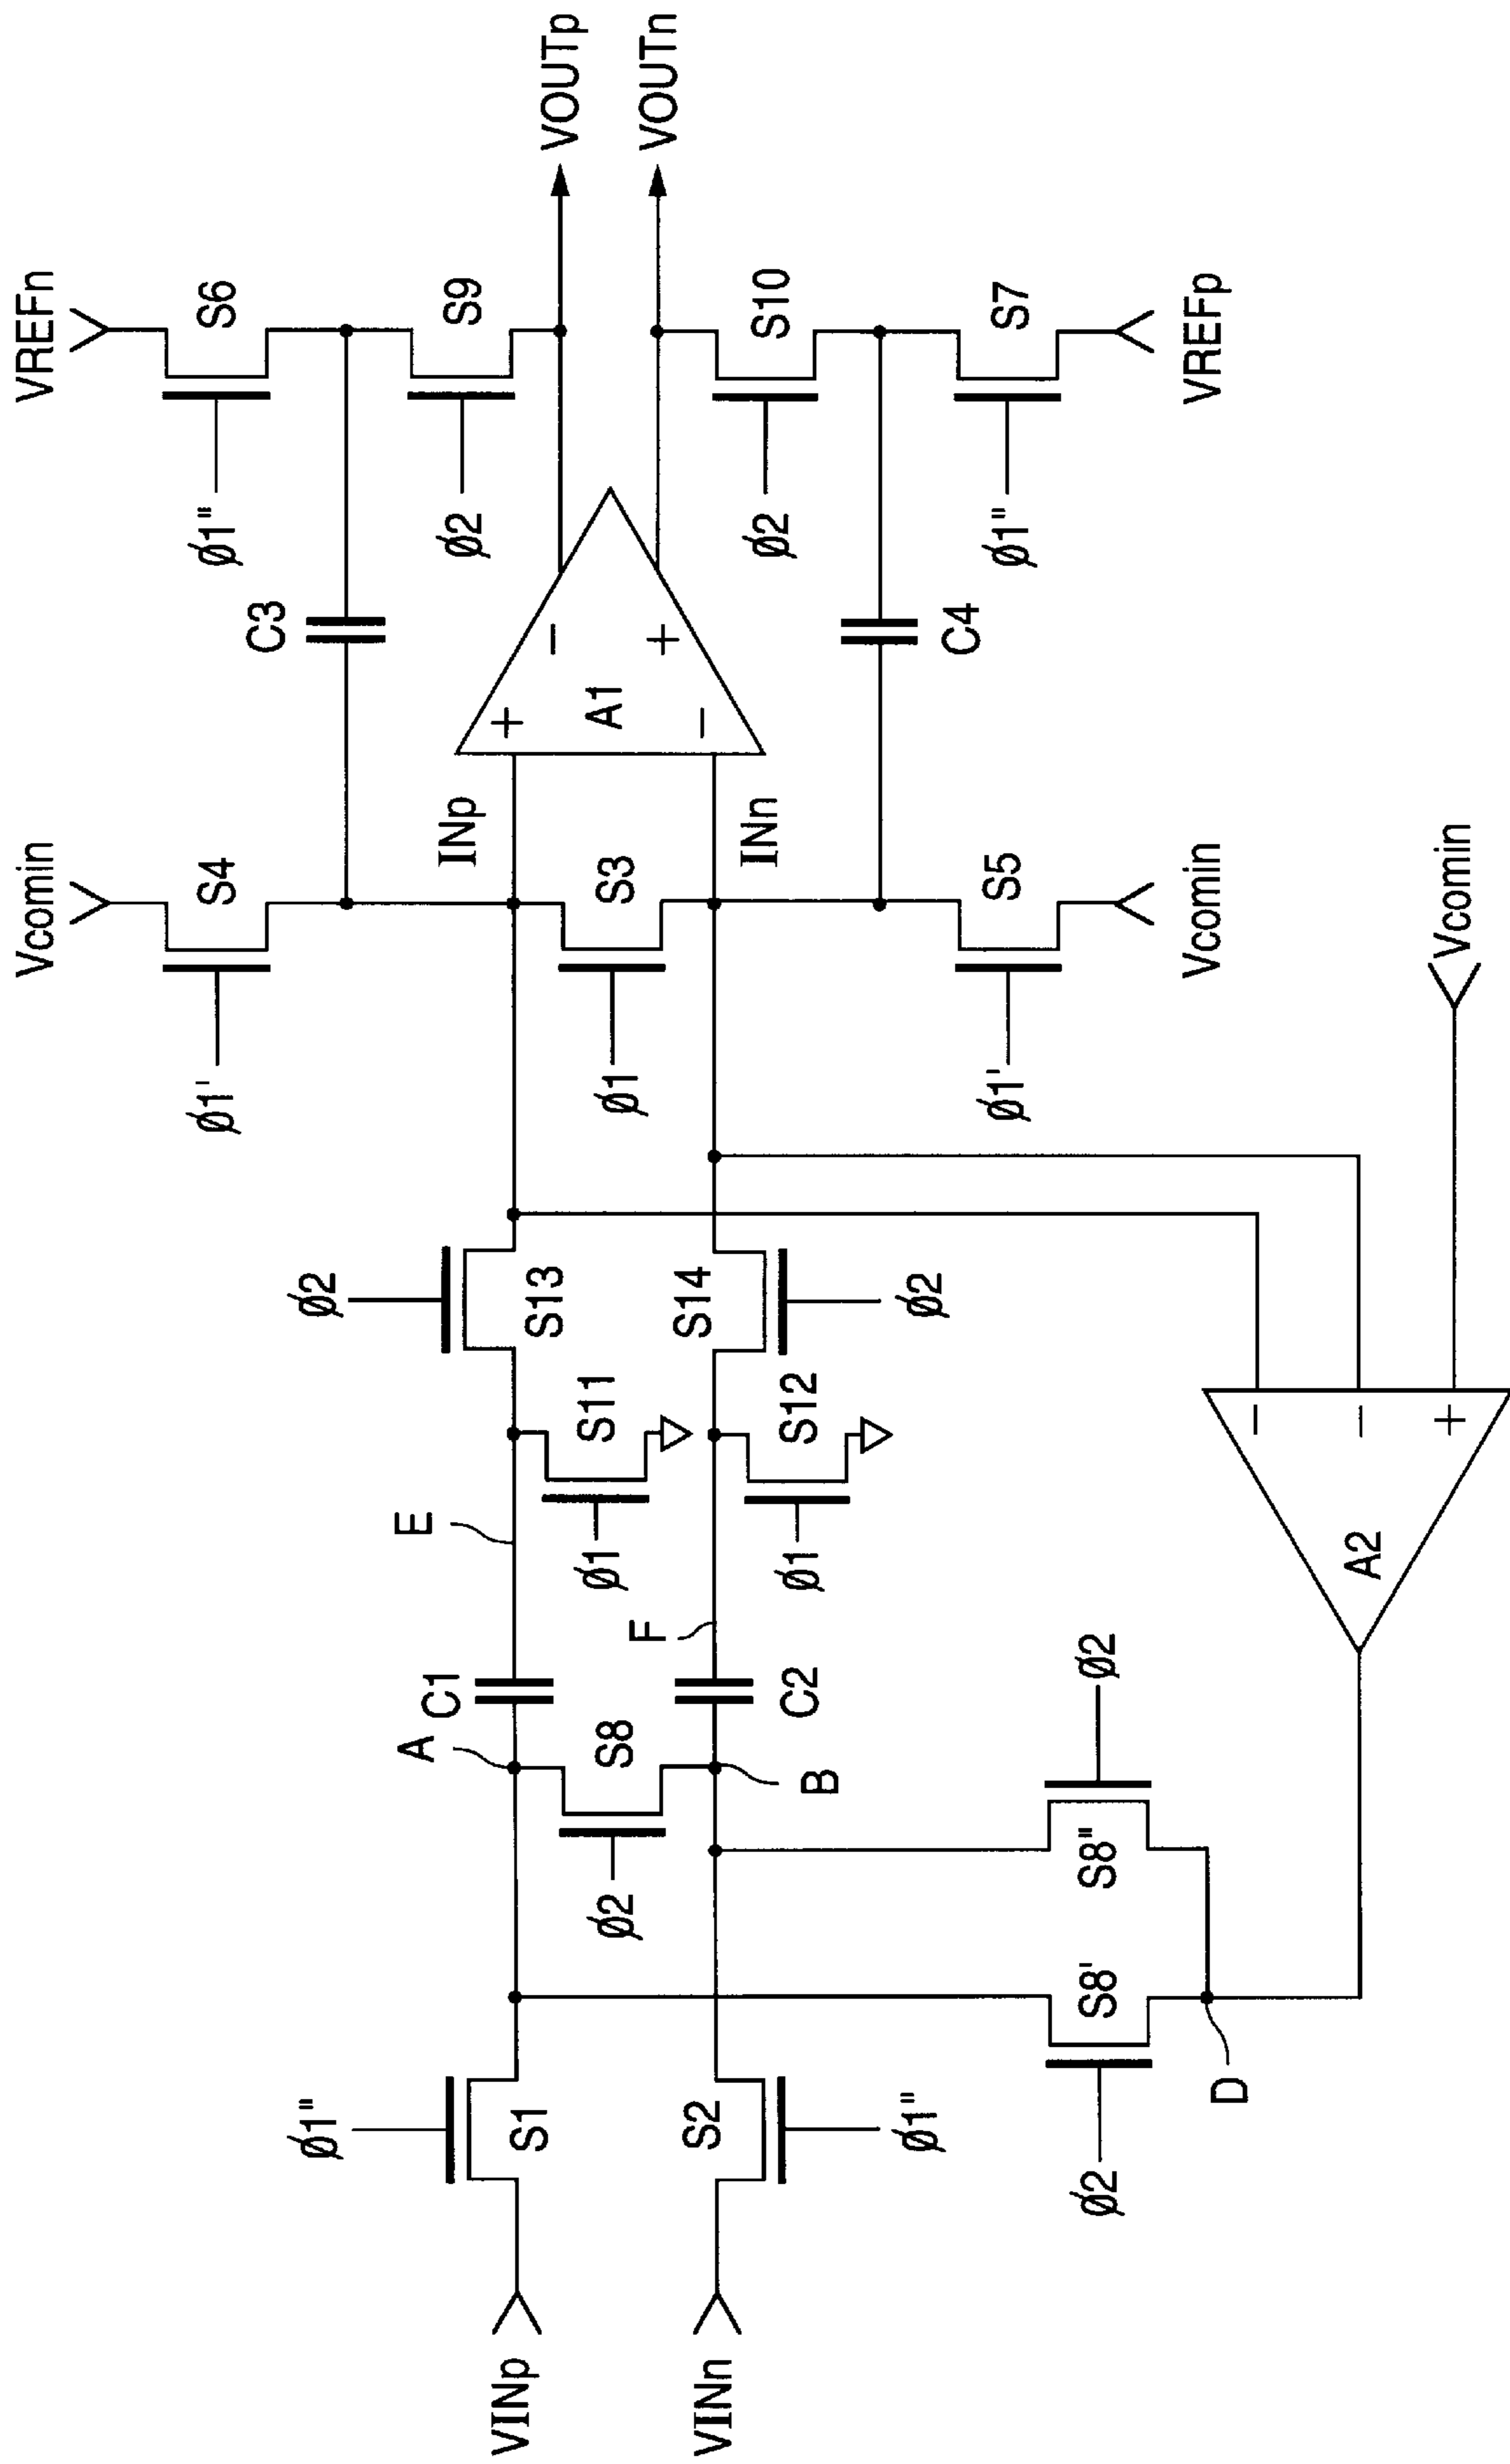 VREFn
Vcomin
S6
S4
ø1"
ø1'
C3
S9
ø2
VOUTp
ø2
ø1"
S13
INp
+
−
E
S11
A
C1
S1
VINp
A1
S3
ø1
ø1
S8
ø2
VOUTn
+
−
INn
S14
F
S2
VINn
S10
ø2
S12
ø1
C2
B
ø2
ø1"
C4
S7
ø1"
S5
ø1'
VREFp
Vcomin
ø2
S8"
S8'
ø2
D
−
−
+
A2
Vcomin